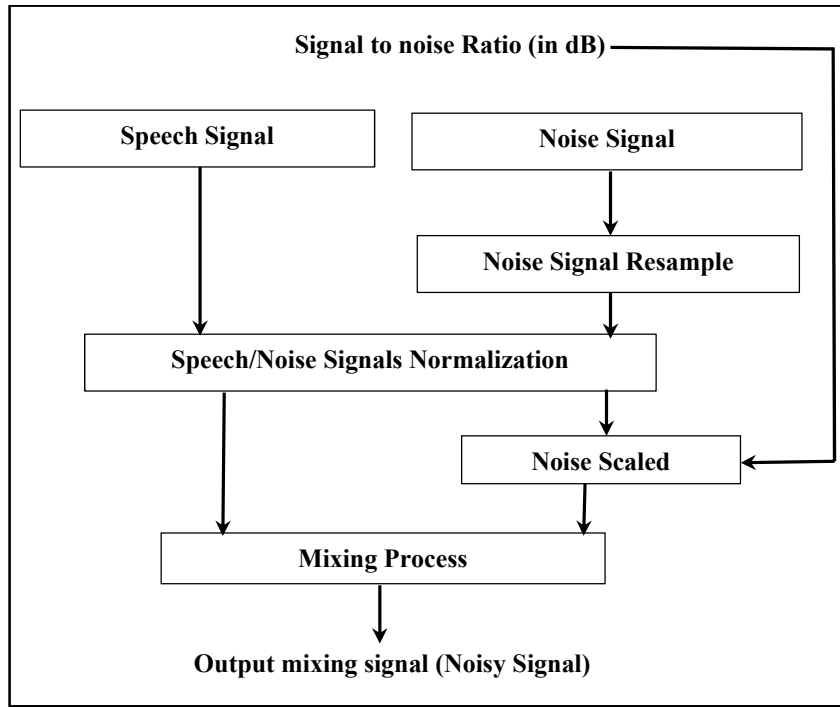 Signal to noise Ratio (in dB)
Speech Signal
Noise Signal
Noise Signal Resample
Speech/Noise Signals Normalization
Noise Scaled
Mixing Process
Output mixing signal (Noisy Signal)